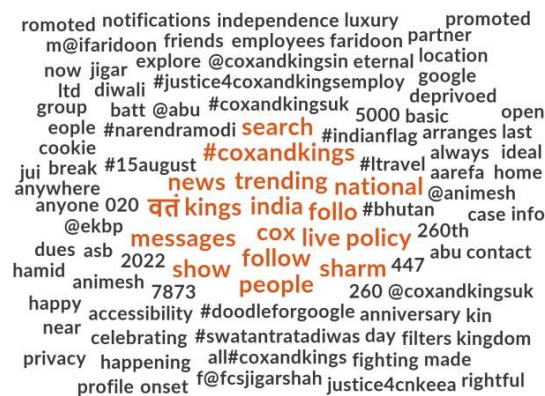 romoted notifications independence luxury promoted
m@ifaridoon friends employees faridoon partner
now jigar explore @coxandkingsin eternal location
ltd diwali #justice4coxandkingsemploy google
group batt @abu #coxandkingsuk 5000 basic deprivoed open
eople #narendramodi search #indianflag arranges last
cookie #coxandkings always ideal
jui break #15august #ltravel aarefa home
anywhere news trending national @animesh
anyone 020 वतं kings india follo #bhutan case info
@ekbp messages cox live policy 260th
dues asb abu contact
hamid 2022 show follow sharm 447
animesh 7873 people 260 @coxandkingsuk
happy accessibility #doodleforgoogle anniversary kin
near celebrating #swatantratadiwas day filters kingdom
privacy happening all#coxandkings fighting made
profile onset f@fcsjigarshah justice4cnkeea rightful